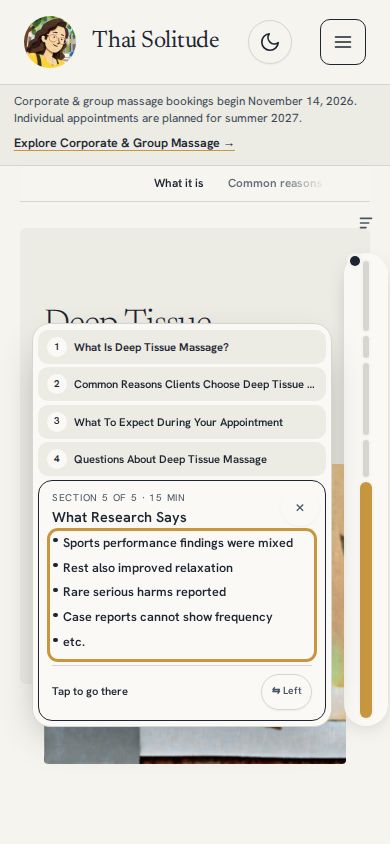 Thai Solitude
Corporate & group massage bookings begin November 14, 2026.
Individual appointments are planned for summer 2027.
Explore Corporate & Group Massage →
What it is
Common reasons
Deep Tissue
1 What Is Deep Tissue Massage?
2 Common Reasons Clients Choose Deep Tissue ...
3 What To Expect During Your Appointment
4 Questions About Deep Tissue Massage
SECTION 5 OF 5 · 15 MIN
What Research Says
×
• Sports performance findings were mixed
• Rest also improved relaxation
• Rare serious harms reported
• Case reports cannot show frequency
• etc.
Tap to go there
⇆ Left